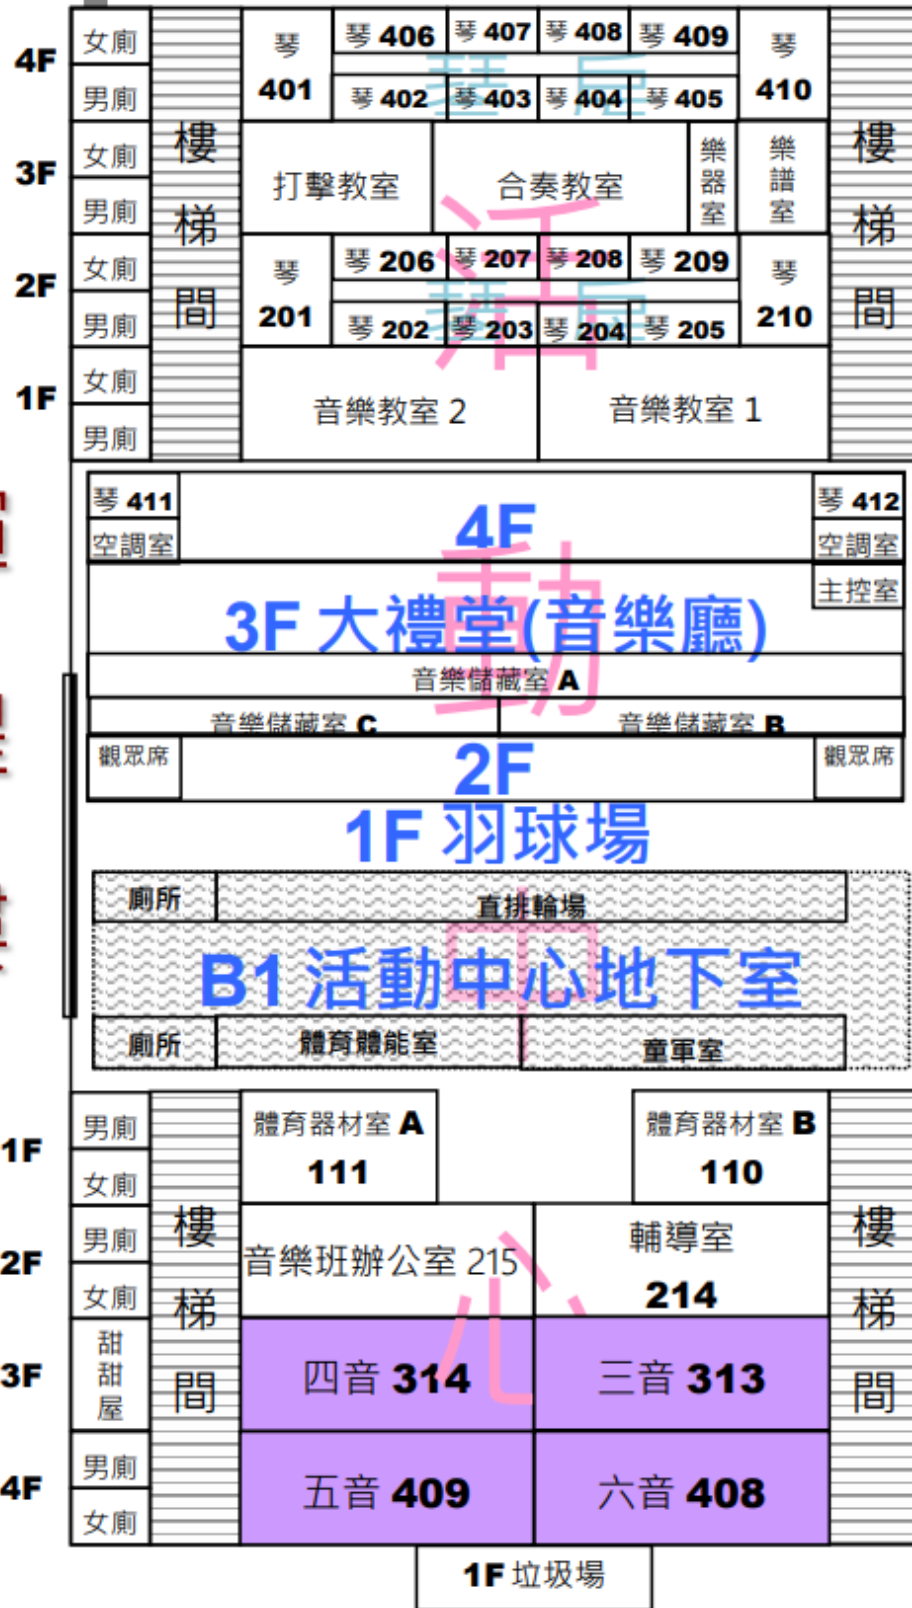 4F 女廁 琴 琴 406 琴 407 琴 408 琴 409 琴
401 410
男廁 琴 402 琴 403 琴 404 琴 405
琴房
樓梯間 樓梯間
3F 女廁 打擊教室 合奏教室 樂器室 樂譜室
男廁
2F 女廁 琴 琴 206 琴 207 琴 208 琴 209 琴
201 210
男廁 琴 202 琴 203 琴 204 琴 205
琴房
1F 女廁 音樂教室 2 音樂教室 1
男廁
活動中心
琴 411 4F 琴 412
空調室 空調室
主控室
3F 大禮堂(音樂廳)
音樂儲藏室 A
音樂儲藏室 C 音樂儲藏室 B
觀眾席 2F 觀眾席
1F 羽球場
廁所 直排輪場
B1 活動中心地下室
廁所 體育體能室 童軍室
1F 男廁 體育器材室 A 體育器材室 B
女廁 111 110
樓梯間 樓梯間
2F 男廁 音樂班辦公室 215 輔導室
女廁 214
3F 甜甜屋 四音 314 三音 313
4F 男廁 五音 409 六音 408
女廁
1F 垃圾場